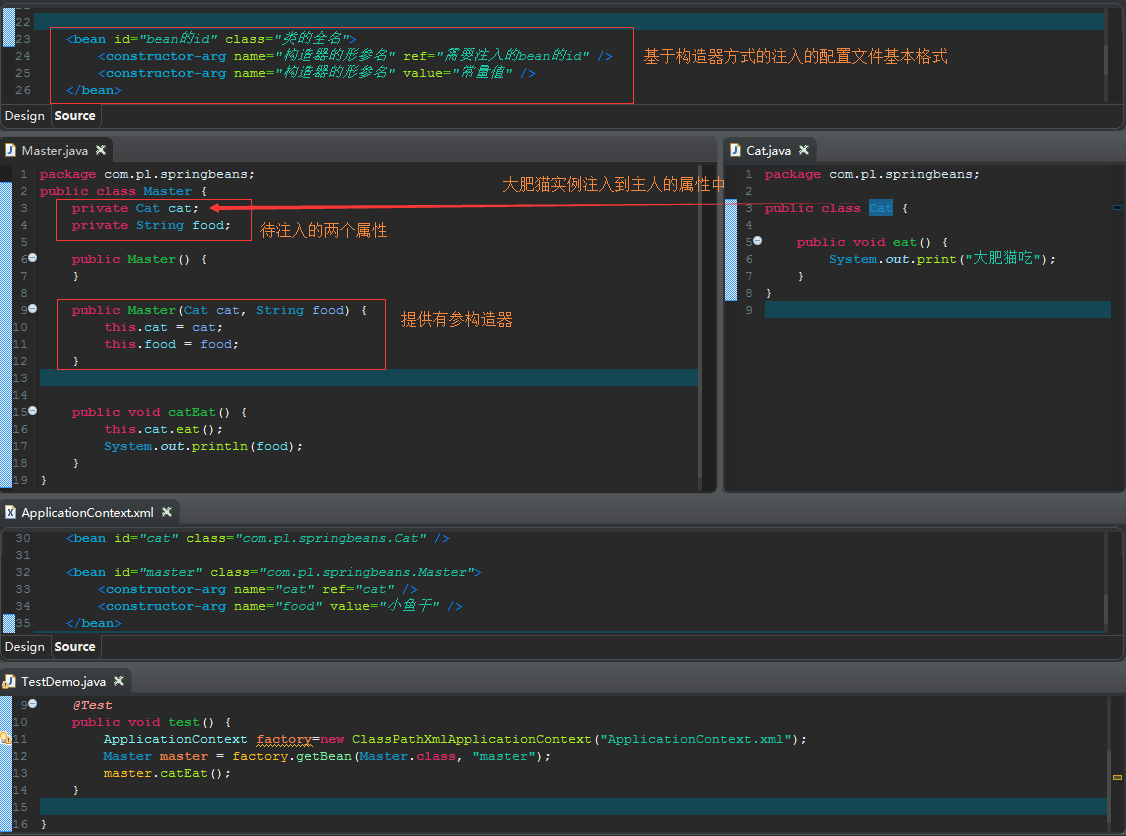 22
23 <bean id="bean的id" class="类的全名">
24 <constructor-arg name="构造器的形参名" ref="需要注入的bean的id" />
25 <constructor-arg name="构造器的形参名" value="常量值" />
26 </bean>
基于构造器方式的注入的配置文件基本格式
Design Source
Master.java
1 package com.pl.springbeans;
2 public class Master {
3 private Cat cat;
4 private String food;
5
6 public Master() {
7 }
8
9 public Master(Cat cat, String food) {
10 this.cat = cat;
11 this.food = food;
12 }
13
14
15 public void catEat() {
16 this.cat.eat();
17 System.out.println(food);
18 }
19 }
大肥猫实例注入到主人的属性中
待注入的两个属性
提供有参构造器
Cat.java
1 package com.pl.springbeans;
2
3 public class Cat {
4
5 public void eat() {
6 System.out.print("大肥猫吃");
7 }
8 }
9
ApplicationContext.xml
30 <bean id="cat" class="com.pl.springbeans.Cat" />
31
32 <bean id="master" class="com.pl.springbeans.Master">
33 <constructor-arg name="cat" ref="cat" />
34 <constructor-arg name="food" value="小鱼干" />
35 </bean>
Design Source
TestDemo.java
9 @Test
10 public void test() {
11 ApplicationContext factory=new ClassPathXmlApplicationContext("ApplicationContext.xml");
12 Master master = factory.getBean(Master.class, "master");
13 master.catEat();
14 }
15
16 }